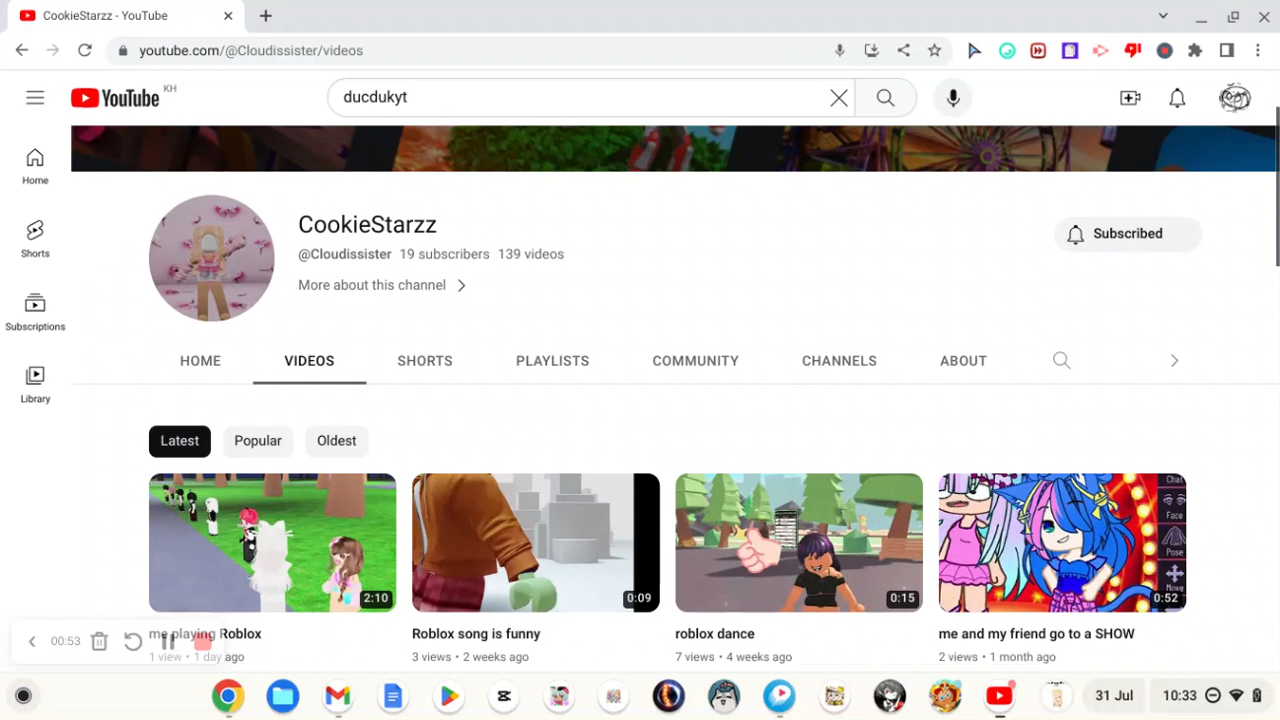 CookieStarzz - YouTube
youtube.com/@Cloudissister/videos
YouTube KH
ducdukyt
Home
Shorts
Subscriptions
Library
CookieStarzz
@Cloudissister 19 subscribers 139 videos
More about this channel
Subscribed
HOME VIDEOS SHORTS PLAYLISTS COMMUNITY CHANNELS ABOUT
Latest Popular Oldest
Chat
Face
Pose
Move
2:10 0:09 0:15 0:52
me playing Roblox Roblox song is funny roblox dance me and my friend go to a SHOW
1 view • 1 day ago 3 views • 2 weeks ago 7 views • 4 weeks ago 2 views • 1 month ago
00:53
31 Jul 10:33